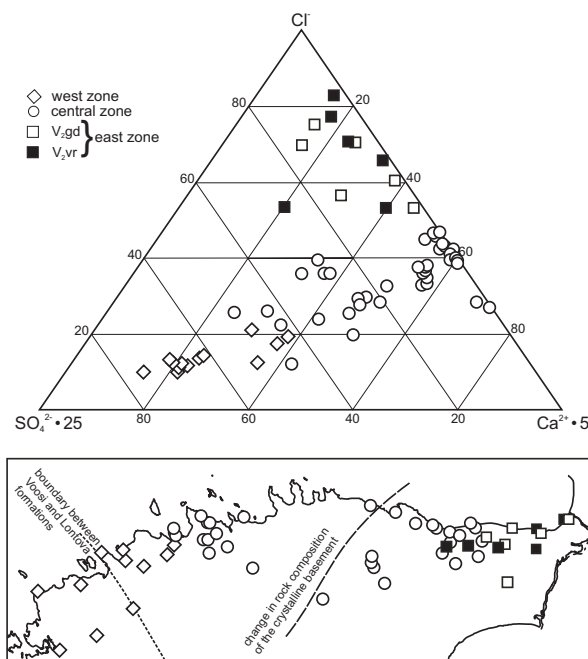 Cl⁻
80
20
60
40
40
60
20
80
80
60
40
20
SO₄²⁻ • 25
Ca²⁺ • 5
west zone
central zone
V₂gd
V₂vr
} east zone
boundary between
Voosi and Lontova
formations
change in rock composition
of the crystalline basement